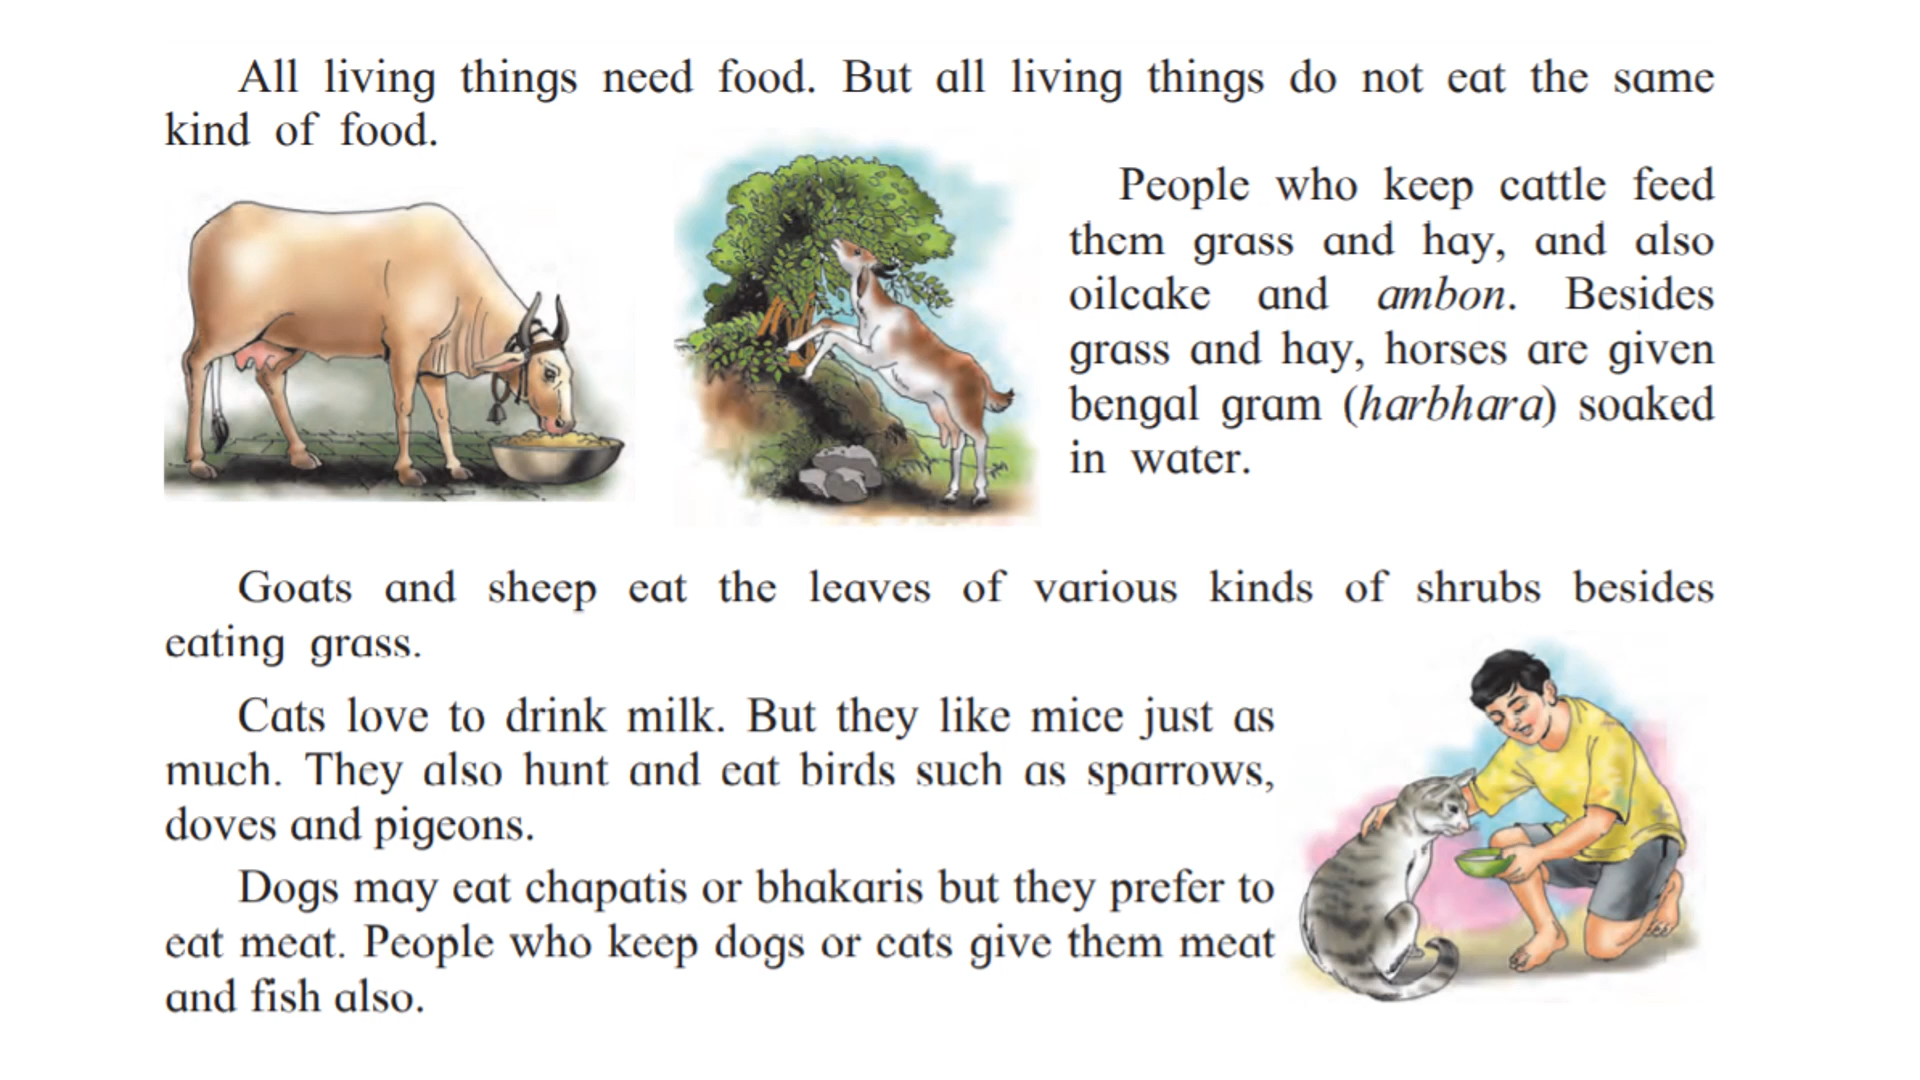 All living things need food. But all living things do not eat the same
kind of food.
People who keep cattle feed
them grass and hay, and also
oilcake and ambon. Besides
grass and hay, horses are given
bengal gram (harbhara) soaked
in water.
Goats and sheep eat the leaves of various kinds of shrubs besides
eating grass.
Cats love to drink milk. But they like mice just as
much. They also hunt and eat birds such as sparrows,
doves and pigeons.
Dogs may eat chapatis or bhakaris but they prefer to
eat meat. People who keep dogs or cats give them meat
and fish also.